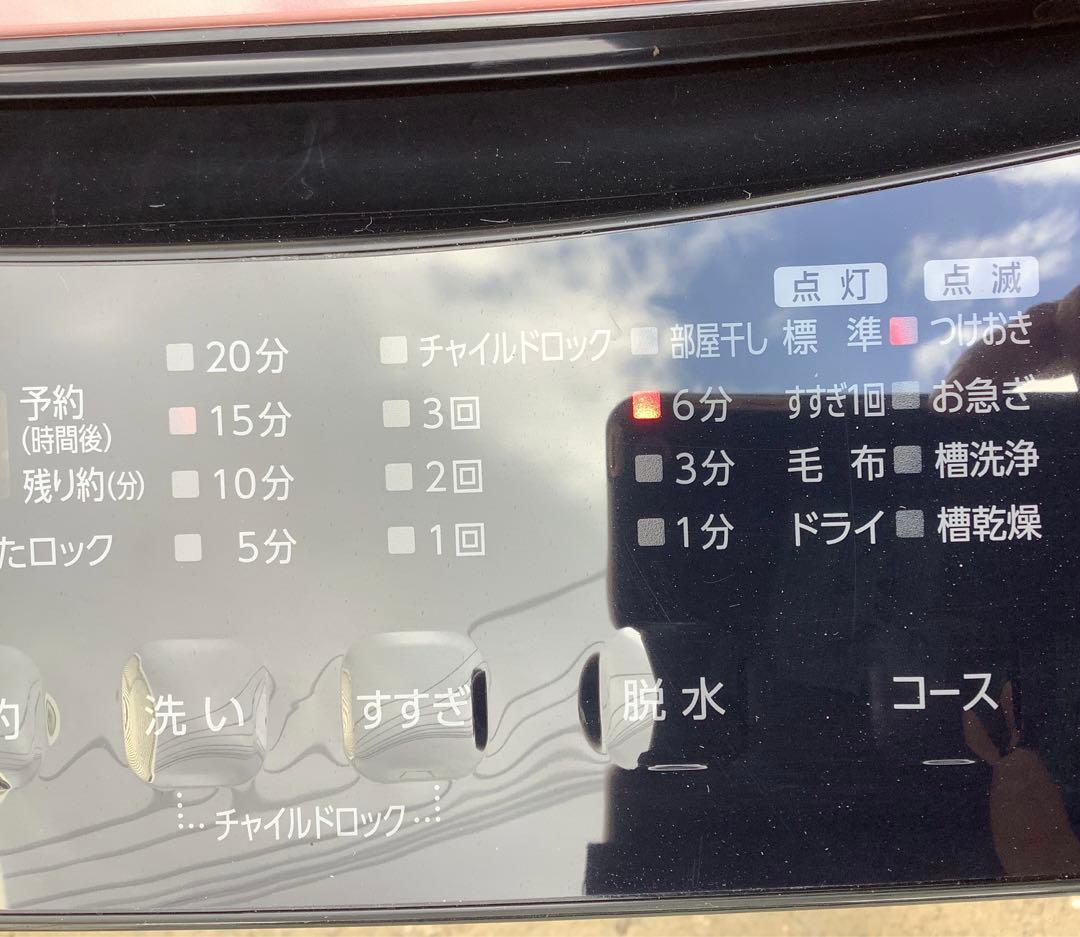 点灯 点滅
20分 チャイルドロック 部屋干し 標準 つけおき
予約 15分 3回 6分 すすぎ1回 お急ぎ
(時間後)
残り約(分) 10分 2回 3分 毛布 槽洗浄
たロック 5分 1回 1分 ドライ 槽乾燥
約 洗い すすぎ 脱水 コース
チャイルドロック